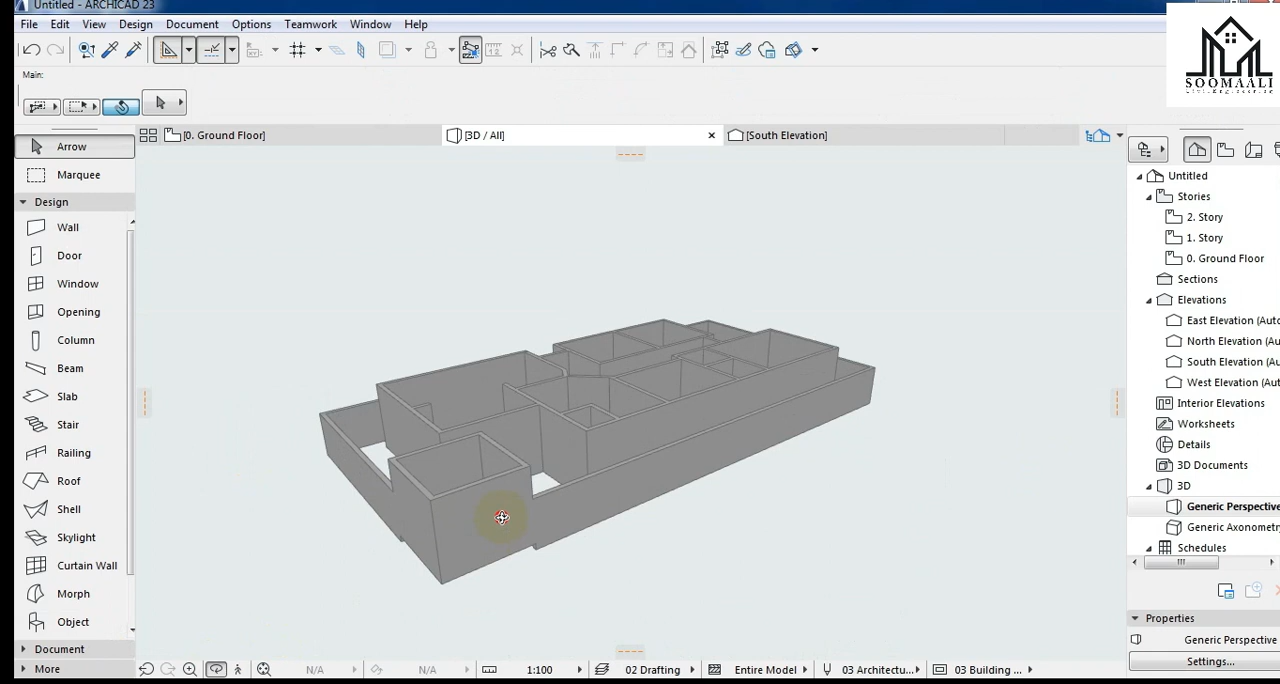 Untitled - ARCHICAD 23
File Edit View Design Document Options Teamwork Window Help
SOOMAALI
Civil Engineering
Main:
[0. Ground Floor] [3D / All] [South Elevation]
Arrow
Marquee
Design
Wall
Door
Window
Opening
Column
Beam
Slab
Stair
Railing
Roof
Shell
Skylight
Curtain Wall
Morph
Object
Document
More
Untitled
Stories
2. Story
1. Story
0. Ground Floor
Sections
Elevations
East Elevation (Aut
North Elevation (Au
South Elevation (Au
West Elevation (Aut
Interior Elevations
Worksheets
Details
3D Documents
3D
Generic Perspective
Generic Axonometr
Schedules
Properties
Generic Perspective
Settings...
N/A N/A 1:100 02 Drafting Entire Model 03 Architectu... 03 Building ...